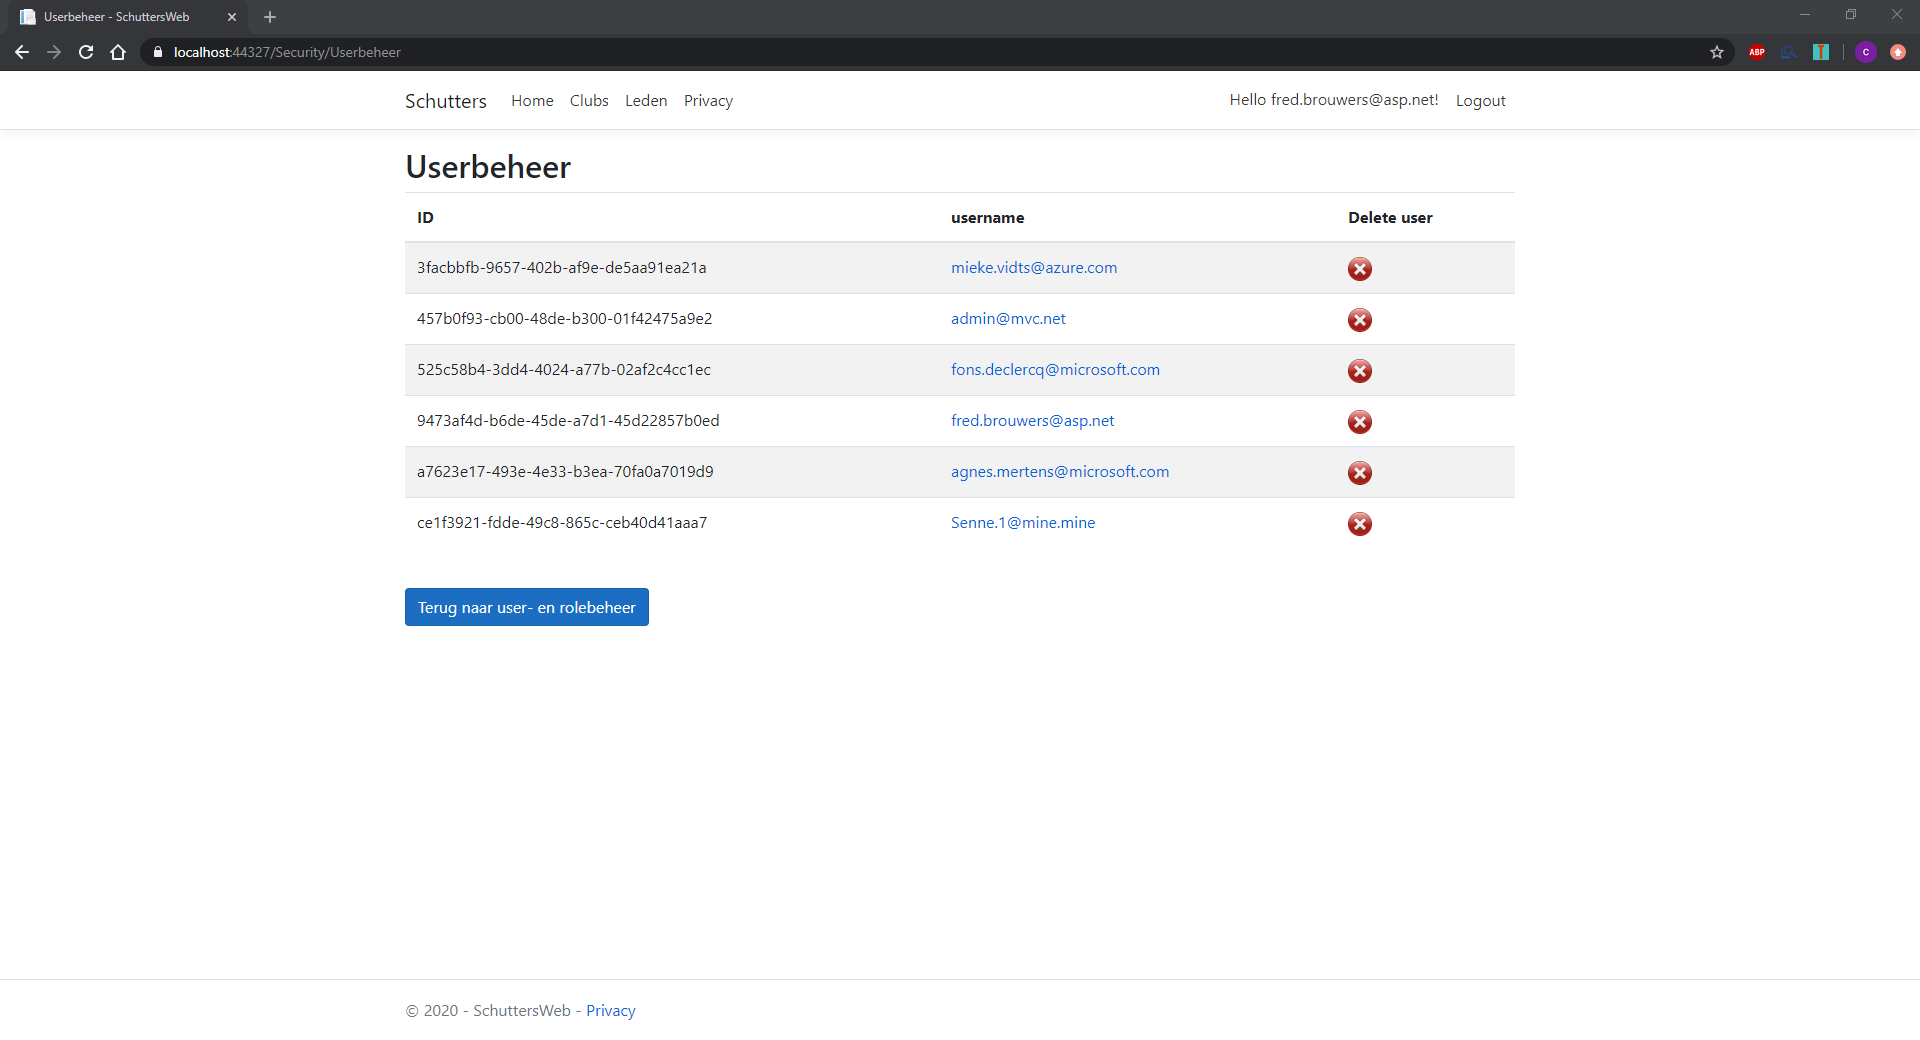 Userbeheer - SchuttersWeb
localhost:44327/Security/Userbeheer
ABP
C
Schutters Home Clubs Leden Privacy Hello fred.brouwers@asp.net! Logout
Userbeheer
ID username Delete user
3facbbfb-9657-402b-af9e-de5aa91ea21a mieke.vidts@azure.com
457b0f93-cb00-48de-b300-01f42475a9e2 admin@mvc.net
525c58b4-3dd4-4024-a77b-02af2c4cc1ec fons.declercq@microsoft.com
9473af4d-b6de-45de-a7d1-45d22857b0ed fred.brouwers@asp.net
a7623e17-493e-4e33-b3ea-70fa0a7019d9 agnes.mertens@microsoft.com
ce1f3921-fdde-49c8-865c-ceb40d41aaa7 Senne.1@mine.mine
Terug naar user- en rolebeheer
© 2020 - SchuttersWeb - Privacy